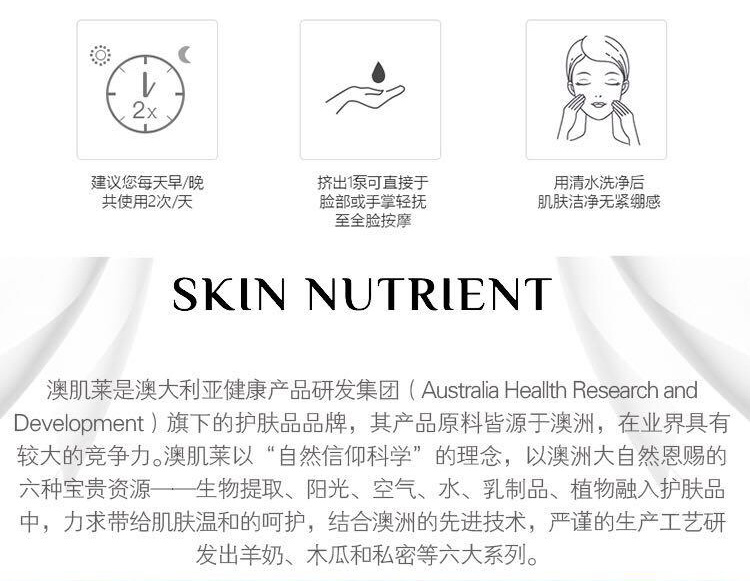 2x
建议您每天早/晚
共使用2次/天
挤出1泵可直接于
脸部或手掌轻抚
至全脸按摩
用清水洗净后
肌肤洁净无紧绷感
SKIN NUTRIENT
澳肌莱是澳大利亚健康产品研发集团（Australia Heallth Research and
Development）旗下的护肤品品牌，其产品原料皆源于澳洲，在业界具有
较大的竞争力。澳肌莱以“自然信仰科学”的理念，以澳洲大自然恩赐的
六种宝贵资源——生物提取、阳光、空气、水、乳制品、植物融入护肤品
中，力求带给肌肤温和的呵护，结合澳洲的先进技术，严谨的生产工艺研
发出羊奶、木瓜和私密等六大系列。